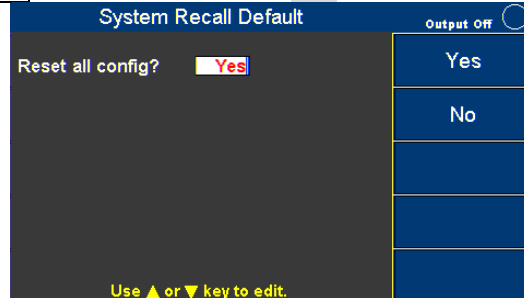 System Recall Default
Output Off
Reset all config? Yes
Yes
No
Use ▲ or ▼ key to edit.